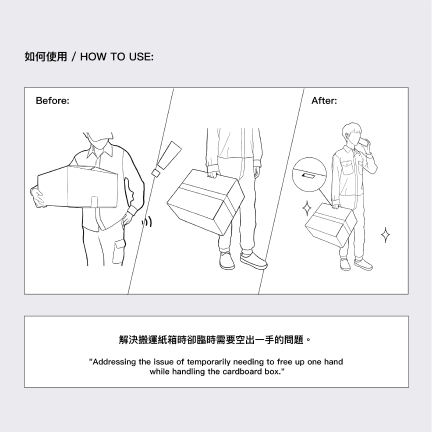 如何使用 / HOW TO USE:
Before:
After:
解決搬運紙箱時卻臨時需要空出一手的問題。
"Addressing the issue of temporarily needing to free up one hand
while handling the cardboard box."